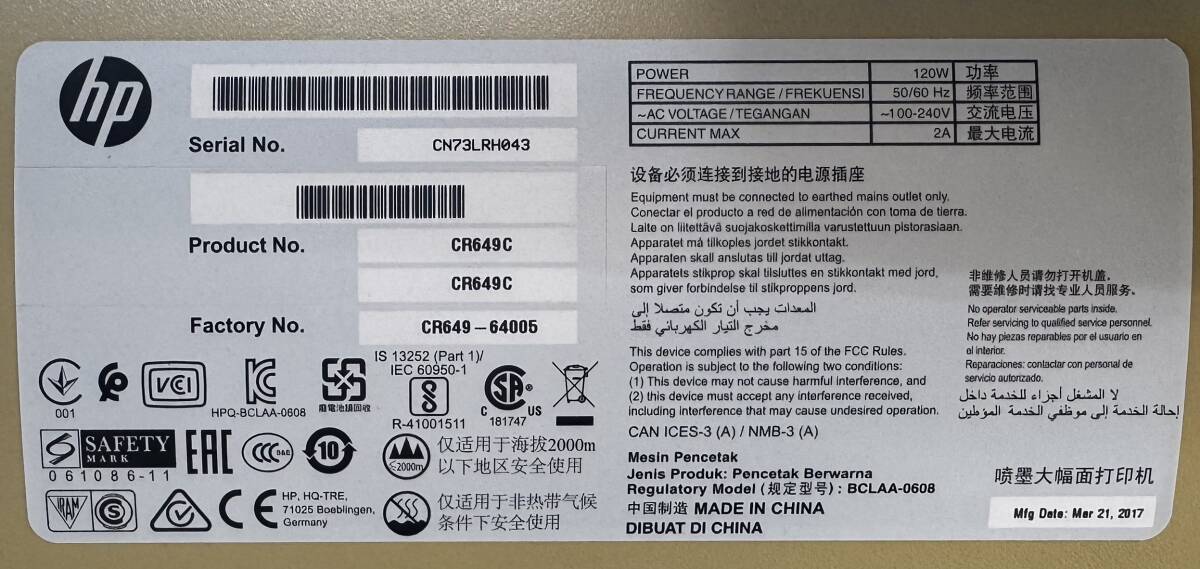 hp
Serial No. CN73LRH043
Product No. CR649C
CR649C
Factory No. CR649-64005
POWER 120W 功率
FREQUENCY RANGE / FREKUENSI 50/60 Hz 频率范围
~AC VOLTAGE / TEGANGAN ~100-240V 交流电压
CURRENT MAX 2A 最大电流
设备必须连接到接地的电源插座
Equipment must be connected to earthed mains outlet only.
Conectar el producto a red de alimentación con toma de tierra.
Laite on liitettävä suojakoskettimilla varustettuun pistorasiaan.
Apparatet må tilkoples jordet stikkontakt.
Apparaten skall anslutas till jordat uttag.
Apparatets stikprop skal tilsluttes en stikkontakt med jord,
som giver forbindelse til stikproppens jord.
المعدات يجب أن تكون متصلا إلى
مخرج التيار الكهربائي فقط
This device complies with part 15 of the FCC Rules.
Operation is subject to the following two conditions:
(1) This device may not cause harmful interference, and
(2) this device must accept any interference received,
including interference that may cause undesired operation.
CAN ICES-3 (A) / NMB-3 (A)
非维修人员请勿打开机盖,
需要维修时请找专业人员服务。
No operator serviceable parts inside.
Refer servicing to qualified service personnel.
No hay piezas reparables por el usuario en
el interior.
Reparaciones: contactar con personal de
servicio autorizado.
لا المشغل أجزاء للخدمة داخل
إحالة الخدمة إلى موظفي الخدمة المؤهلين
001
VCI
HPQ-BCLAA-0608
廢電池請回收
IS 13252 (Part 1)/
IEC 60950-1
R-41001511
C US
181747
SAFETY
MARK
061086-11
EAC
CCC S&E
10
2000m
仅适用于海拔2000m
以下地区安全使用
IRAM S
CE
HP, HQ-TRE,
71025 Boeblingen,
Germany
仅适用于非热带气候
条件下安全使用
Mesin Pencetak
Jenis Produk: Pencetak Berwarna
Regulatory Model (规定型号): BCLAA-0608
中国制造 MADE IN CHINA
DIBUAT DI CHINA
喷墨大幅面打印机
Mfg Date: Mar 21, 2017